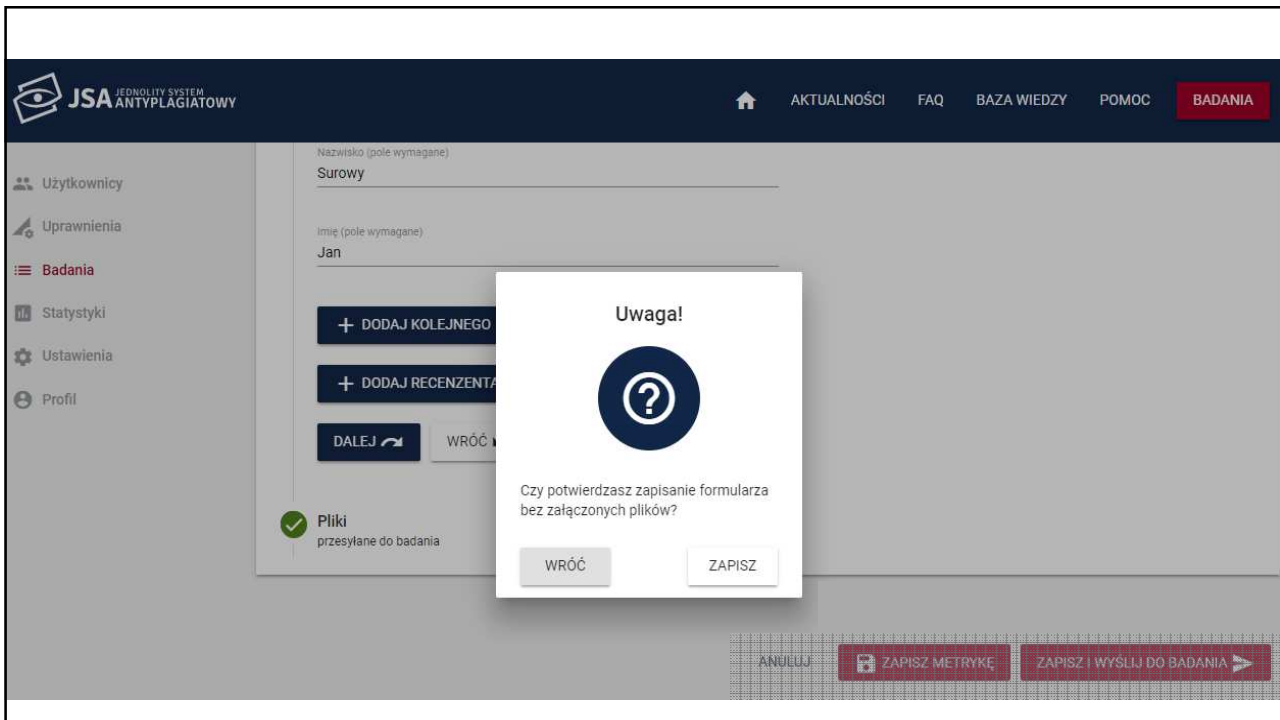 JSA JEDNOLITY SYSTEM
ANTYPLAGIATOWY
AKTUALNOŚCI FAQ BAZA WIEDZY POMOC BADANIA
Użytkownicy
Uprawnienia
Badania
Statystyki
Ustawienia
Profil
Nazwisko (pole wymagane)
Surowy
Imię (pole wymagane)
Jan
+ DODAJ KOLEJNEGO
+ DODAJ RECENZENTA
DALEJ WRÓĆ
Pliki
przesyłane do badania
Uwaga!
?
Czy potwierdzasz zapisanie formularza
bez załączonych plików?
WRÓĆ ZAPISZ
ANULUJ ZAPISZ METRYKĘ ZAPISZ I WYŚLIJ DO BADANIA